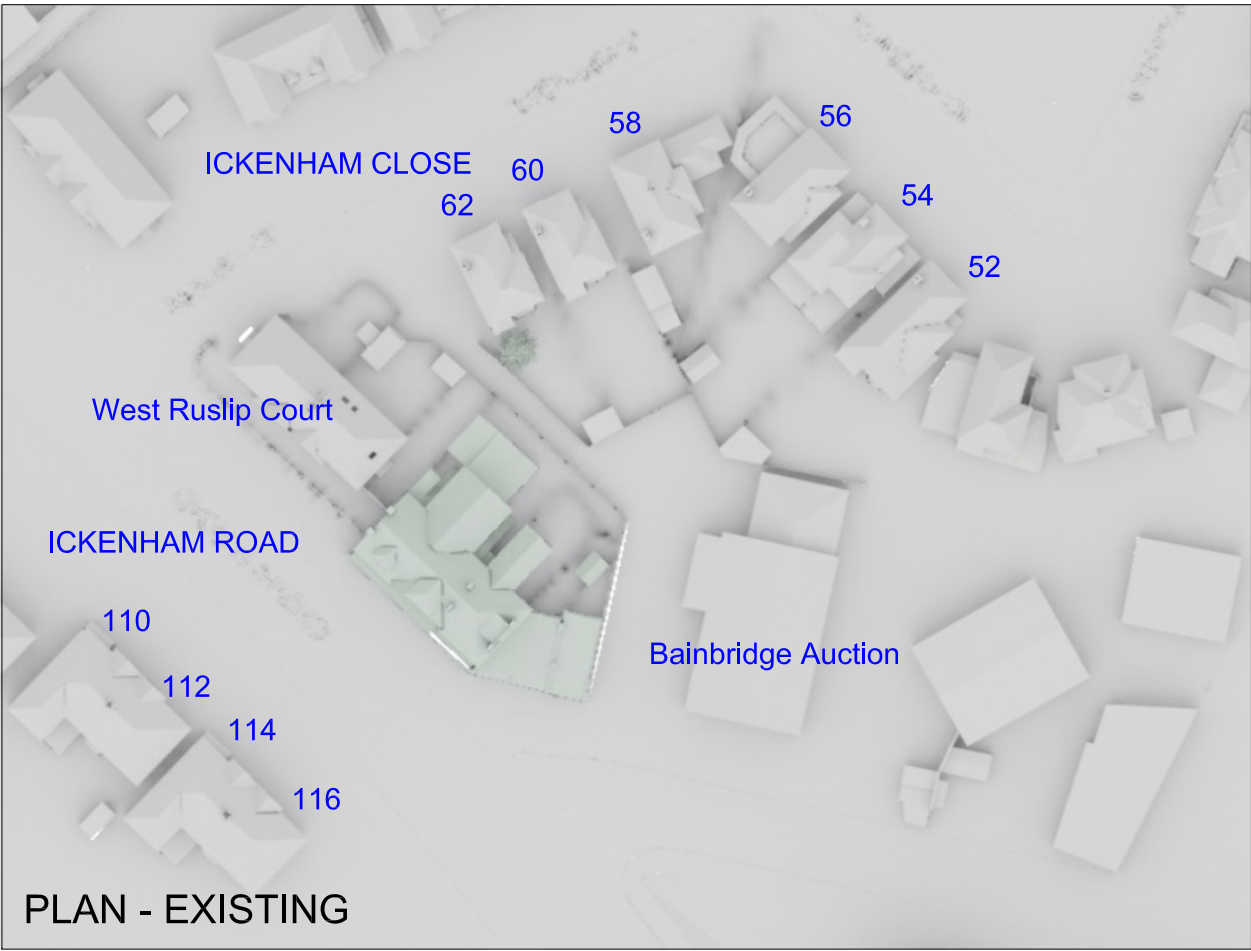 58
56
ICKENHAM CLOSE
60
54
62
52
West Ruslip Court
ICKENHAM ROAD
110
Bainbridge Auction
112
114
116
PLAN - EXISTING